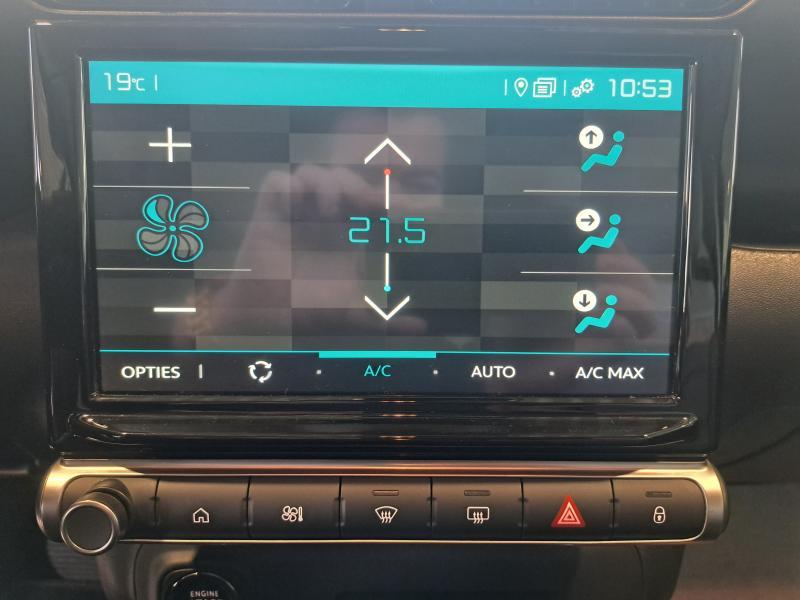 19°C
10:53
21.5
OPTIES A/C AUTO A/C MAX
ENGINE